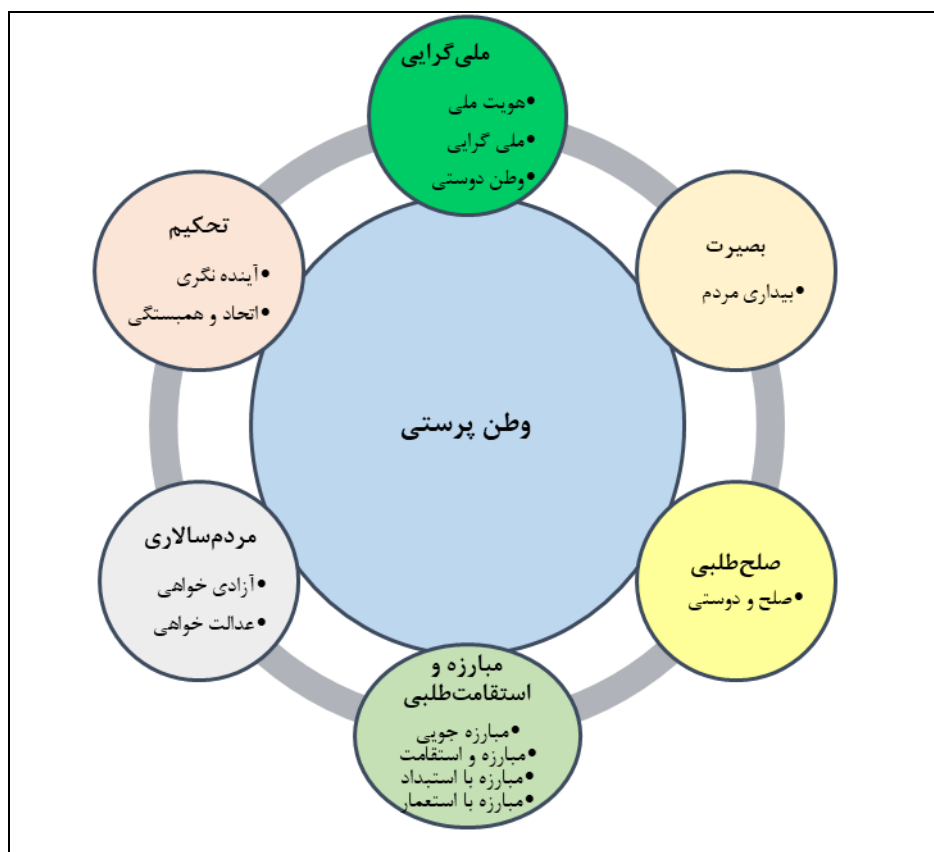 ملی‌گرایی
•هویت ملی
•ملی گرایی
•وطن دوستی
بصیرت
•بیداری مردم
صلح‌طلبی
•صلح و دوستی
مبارزه و
استقامت‌طلبی
•مبارزه جویی
•مبارزه و استقامت
•مبارزه با استبداد
•مبارزه با استعمار
مردم‌سالاری
•آزادی خواهی
•عدالت خواهی
تحکیم
•آینده نگری
•اتحاد و همبستگی
وطن پرستی